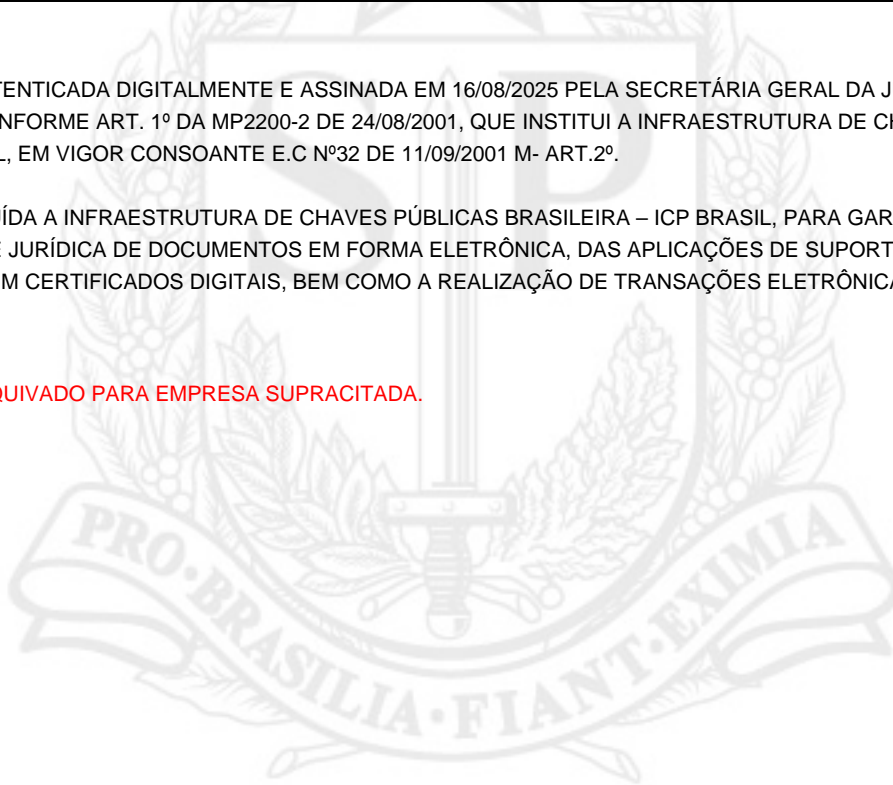 TENTICADA DIGITALMENTE E ASSINADA EM 16/08/2025 PELA SECRETÁRIA GERAL DA J
NFORME ART. 1º DA MP2200-2 DE 24/08/2001, QUE INSTITUI A INFRAESTRUTURA DE CH
L, EM VIGOR CONSOANTE E.C Nº32 DE 11/09/2001 M- ART.2º.
ÍDA A INFRAESTRUTURA DE CHAVES PÚBLICAS BRASILEIRA – ICP BRASIL, PARA GAR
E JURÍDICA DE DOCUMENTOS EM FORMA ELETRÔNICA, DAS APLICAÇÕES DE SUPORT
M CERTIFICADOS DIGITAIS, BEM COMO A REALIZAÇÃO DE TRANSAÇÕES ELETRÔNICA
QUIVADO PARA EMPRESA SUPRACITADA.
SP
PRO·BRASILIA·FIANT·EXIMIA